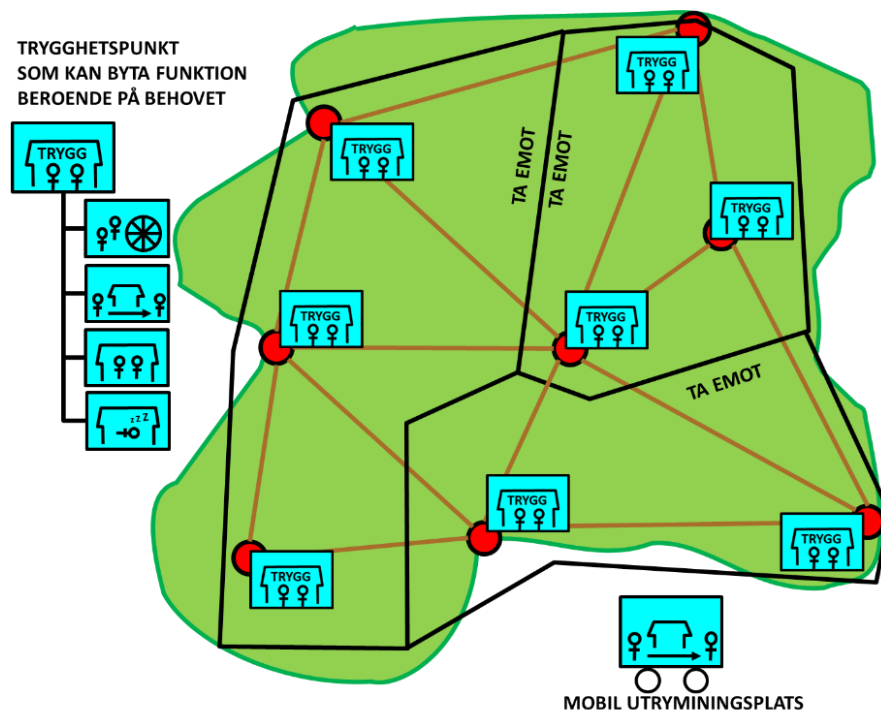 TRYGGHETSPUNKT
SOM KAN BYTA FUNKTION
BEROENDE PÅ BEHOVET
TRYGG
zzZ
TRYGG
TRYGG
TA EMOT
TA EMOT
TRYGG
TRYGG
TRYGG
TA EMOT
TRYGG
TRYGG
TRYGG
MOBIL UTRYMININGSPLATS